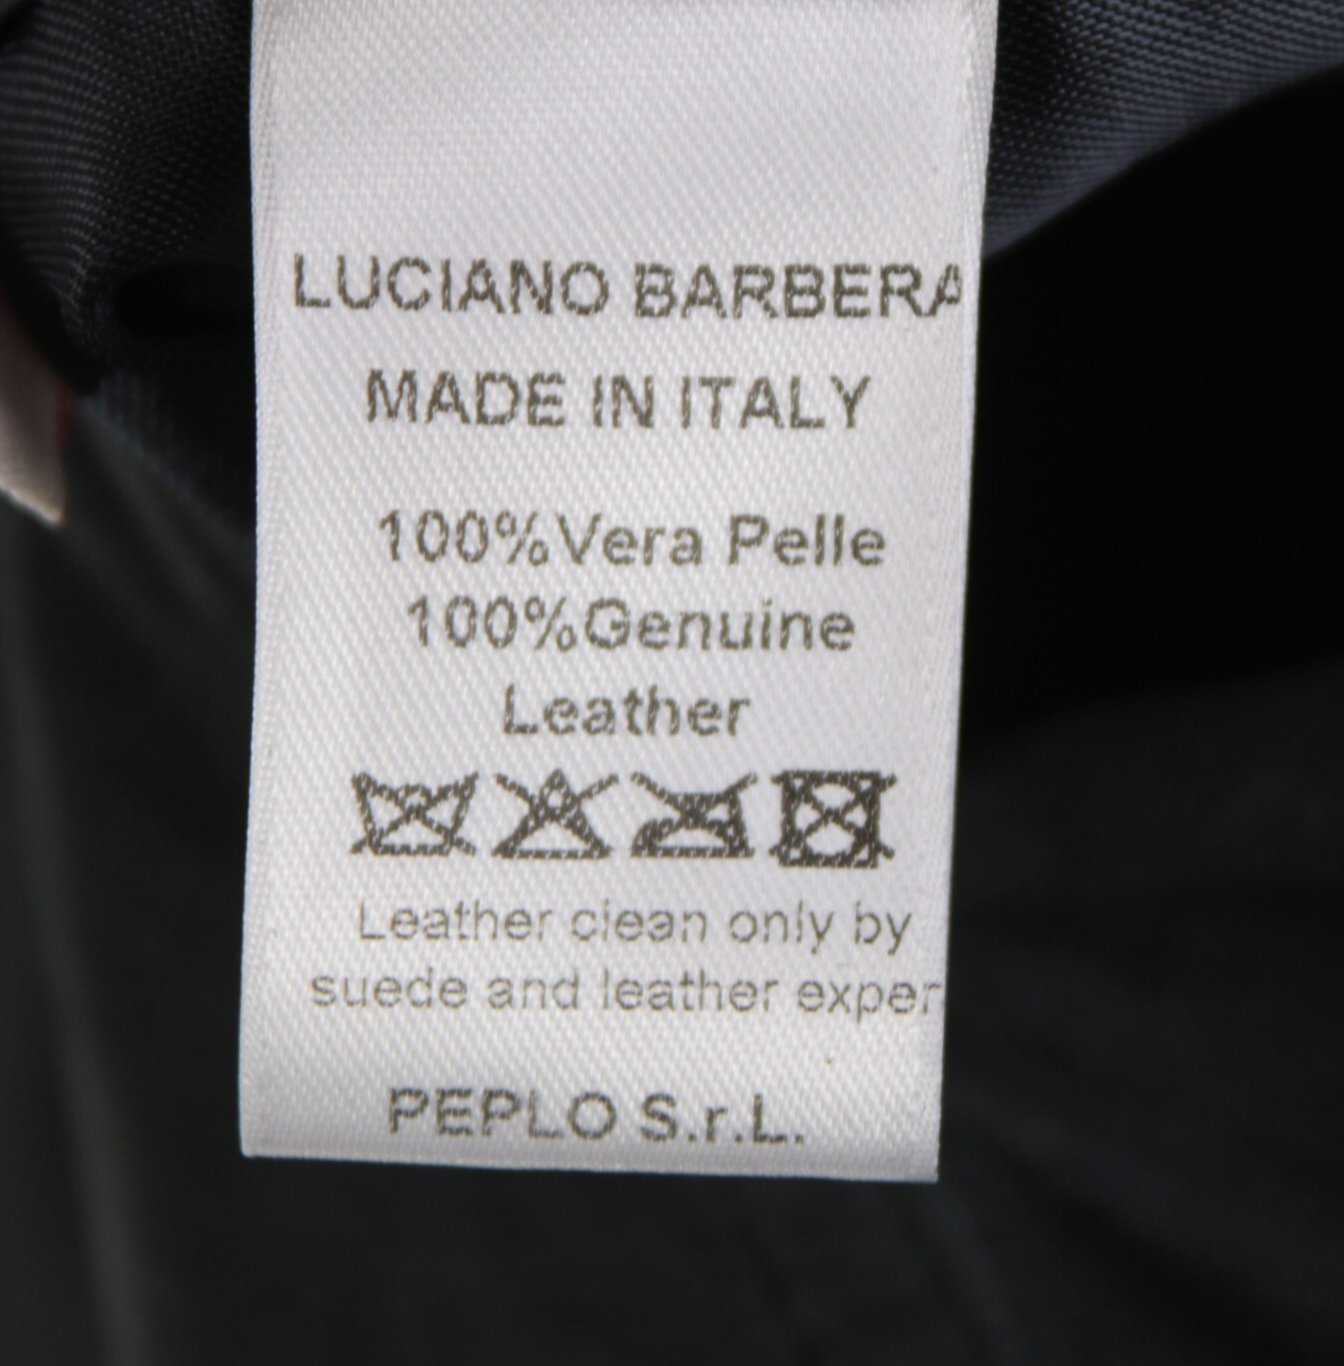 LUCIANO BARBERA
MADE IN ITALY
100%Vera Pelle
100%Genuine
Leather
Leather clean only by
suede and leather exper
PEPLO S.r.L.